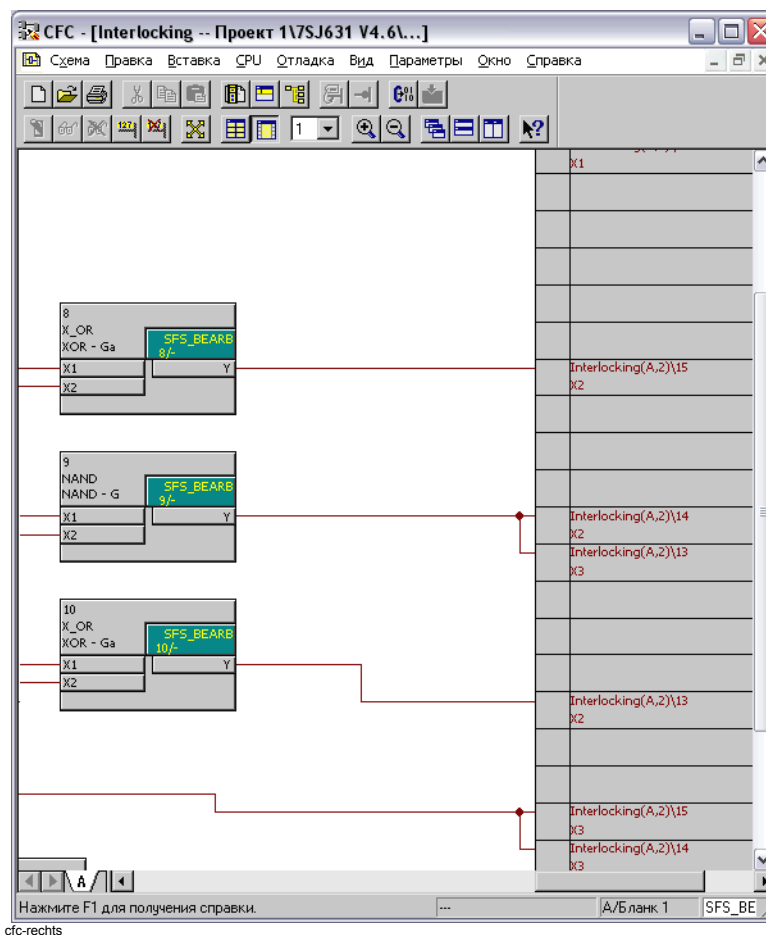 CFC - [Interlocking -- Проект 1\7SJ631 V4.6\...]
Схема Правка Вставка CPU Отладка Вид Параметры Окно Справка
1
X1
8
X_OR
XOR - Ga
SFS_BEARB
8/-
X1 Y
X2
Interlocking(A,2)\15
X2
9
NAND
NAND - G
SFS_BEARB
9/-
X1 Y
X2
Interlocking(A,2)\14
X2
Interlocking(A,2)\13
X3
10
X_OR
XOR - Ga
SFS_BEARB
10/-
X1 Y
X2
Interlocking(A,2)\13
X2
Interlocking(A,2)\15
X3
Interlocking(A,2)\14
X3
A
Нажмите F1 для получения справки. --- А/Бланк 1 SFS_BE
cfc-rechts